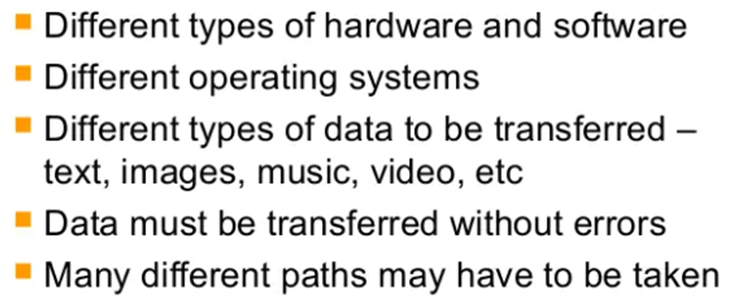 Different types of hardware and software
Different operating systems
Different types of data to be transferred –
text, images, music, video, etc
Data must be transferred without errors
Many different paths may have to be taken